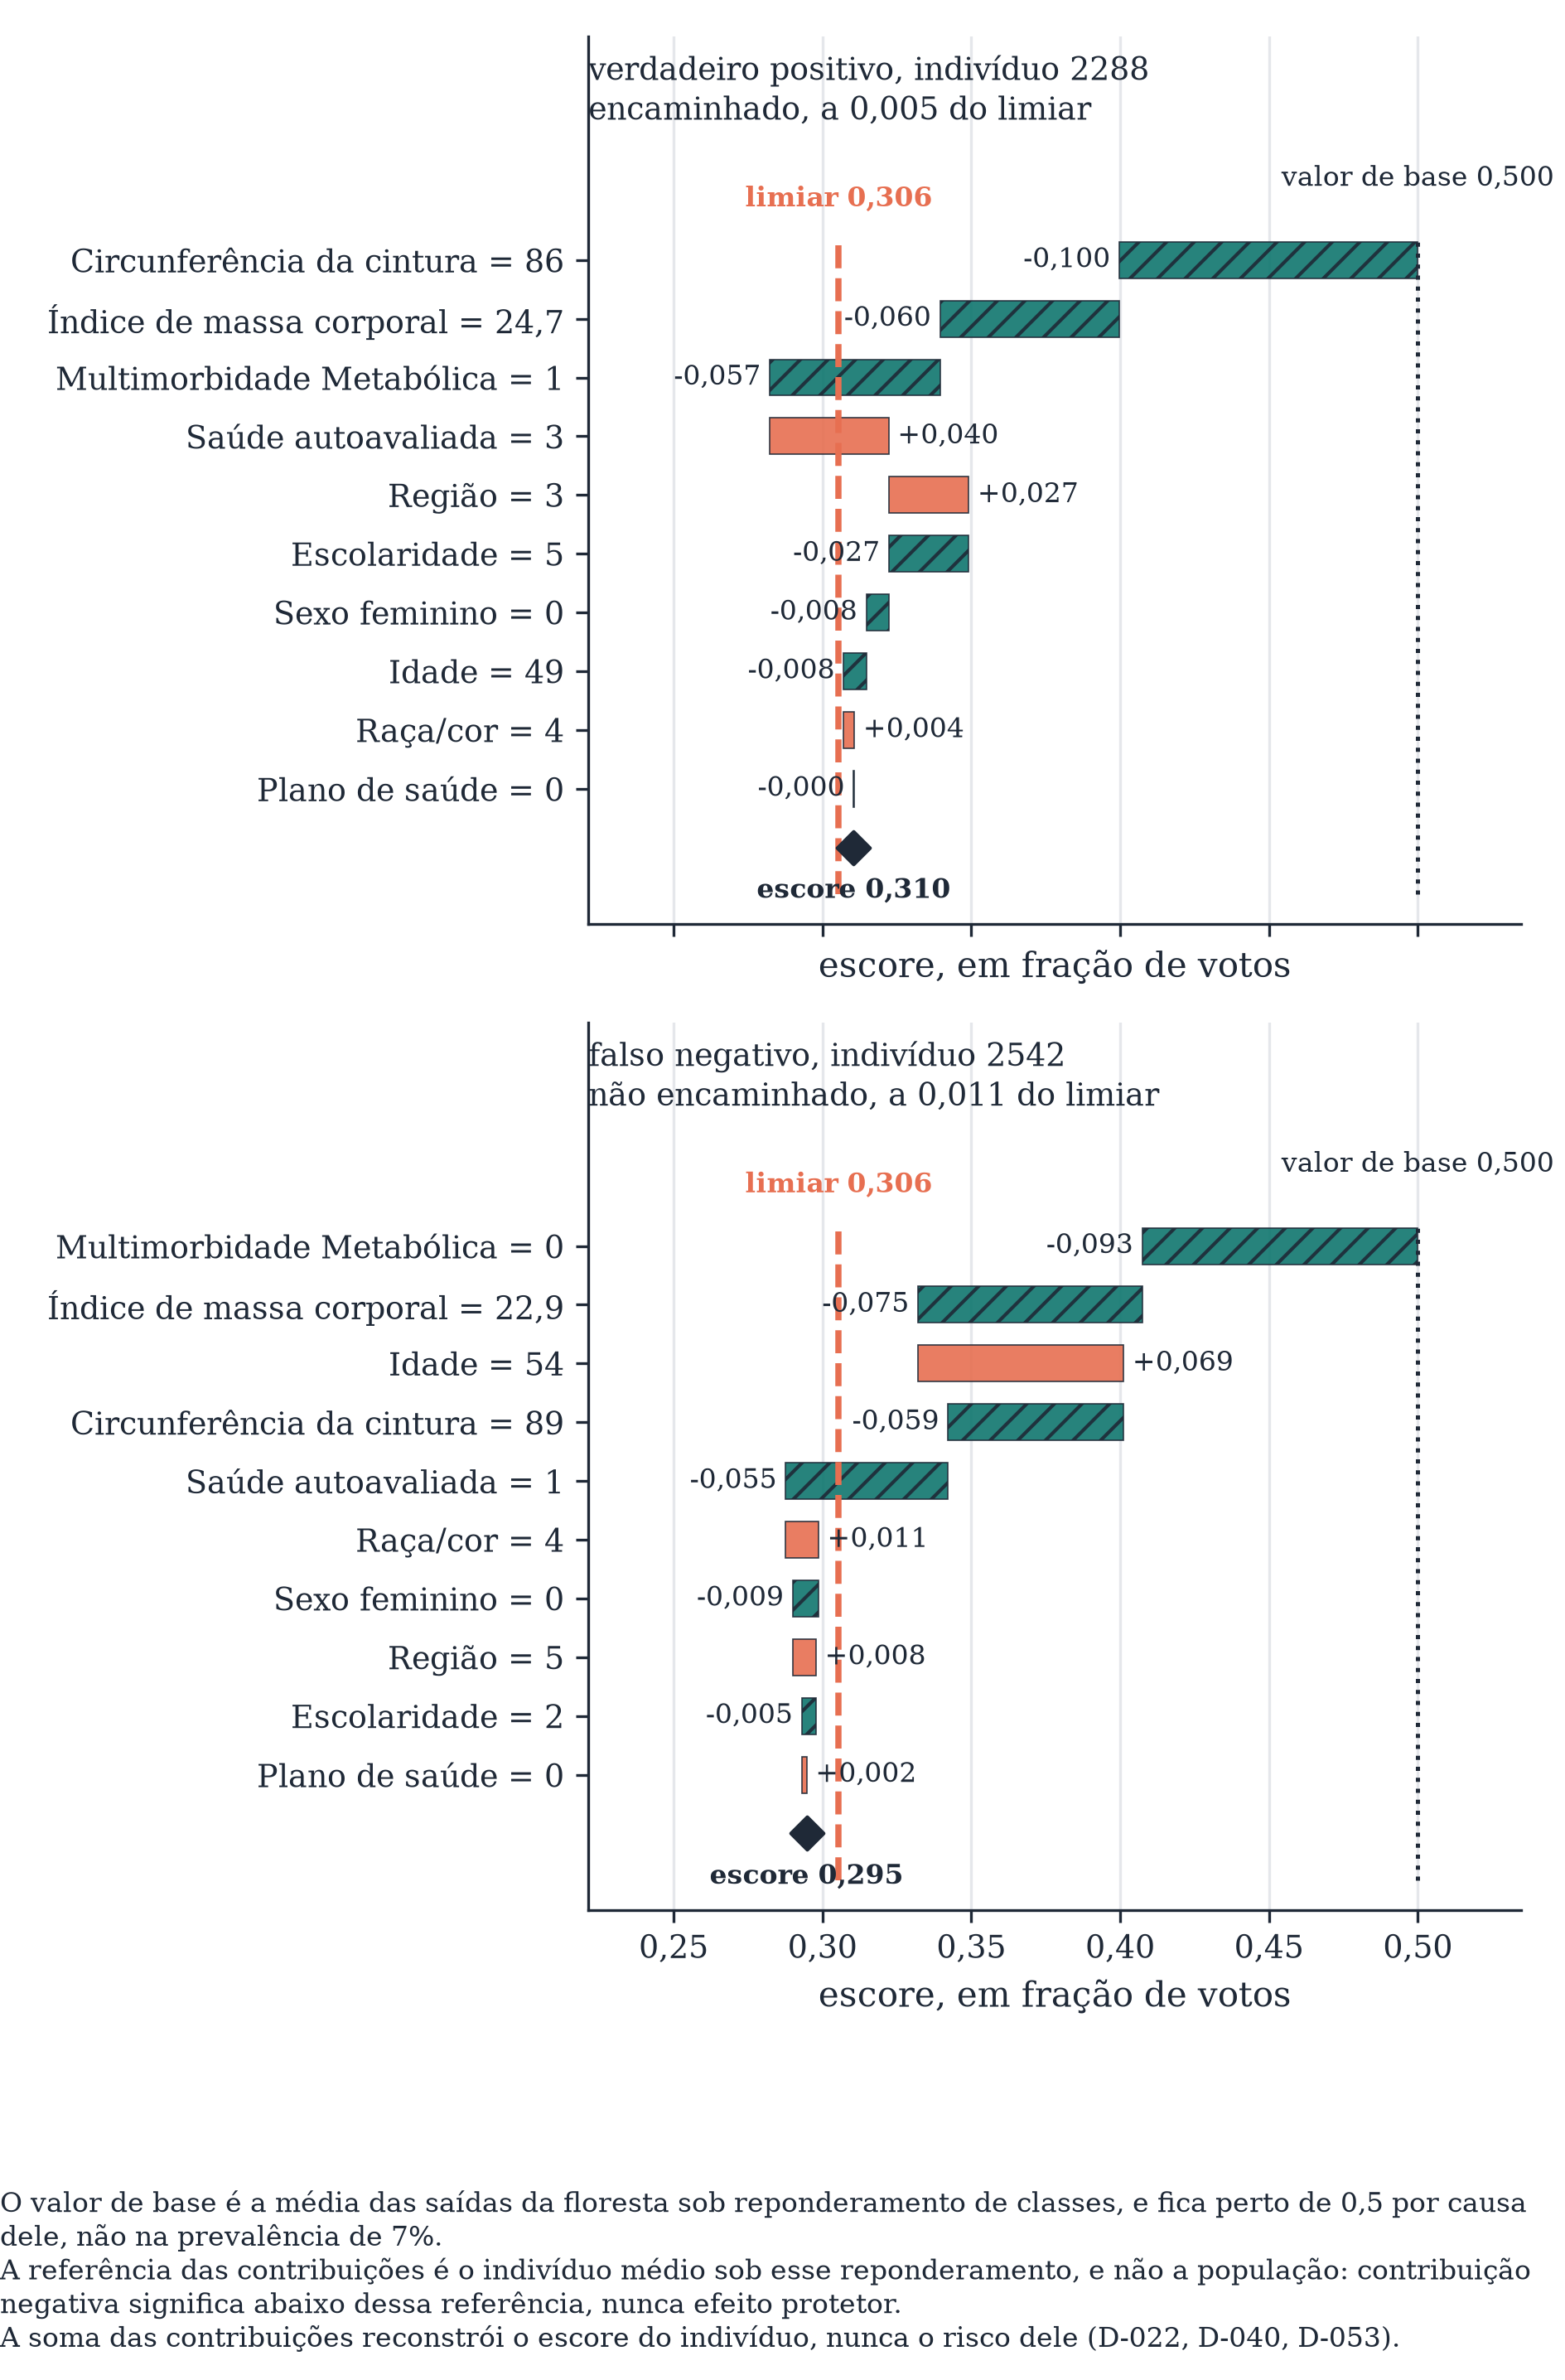 verdadeiro positivo, indivíduo 2288
encaminhado, a 0,005 do limiar
valor de base 0,500
limiar 0,306
Circunferência da cintura = 86
-0,100
Índice de massa corporal = 24,7
-0,060
Multimorbidade Metabólica = 1
-0,057
Saúde autoavaliada = 3
+0,040
Região = 3
+0,027
Escolaridade = 5
-0,027
Sexo feminino = 0
-0,008
Idade = 49
-0,008
Raça/cor = 4
+0,004
Plano de saúde = 0
-0,000
escore 0,310
escore, em fração de votos
falso negativo, indivíduo 2542
não encaminhado, a 0,011 do limiar
valor de base 0,500
limiar 0,306
Multimorbidade Metabólica = 0
-0,093
Índice de massa corporal = 22,9
-0,075
Idade = 54
+0,069
Circunferência da cintura = 89
-0,059
Saúde autoavaliada = 1
-0,055
Raça/cor = 4
+0,011
Sexo feminino = 0
-0,009
Região = 5
+0,008
Escolaridade = 2
-0,005
Plano de saúde = 0
+0,002
escore 0,295
0,25 0,30 0,35 0,40 0,45 0,50
escore, em fração de votos
O valor de base é a média das saídas da floresta sob reponderamento de classes, e fica perto de 0,5 por causa
dele, não na prevalência de 7%.
A referência das contribuições é o indivíduo médio sob esse reponderamento, e não a população: contribuição
negativa significa abaixo dessa referência, nunca efeito protetor.
A soma das contribuições reconstrói o escore do indivíduo, nunca o risco dele (D-022, D-040, D-053).